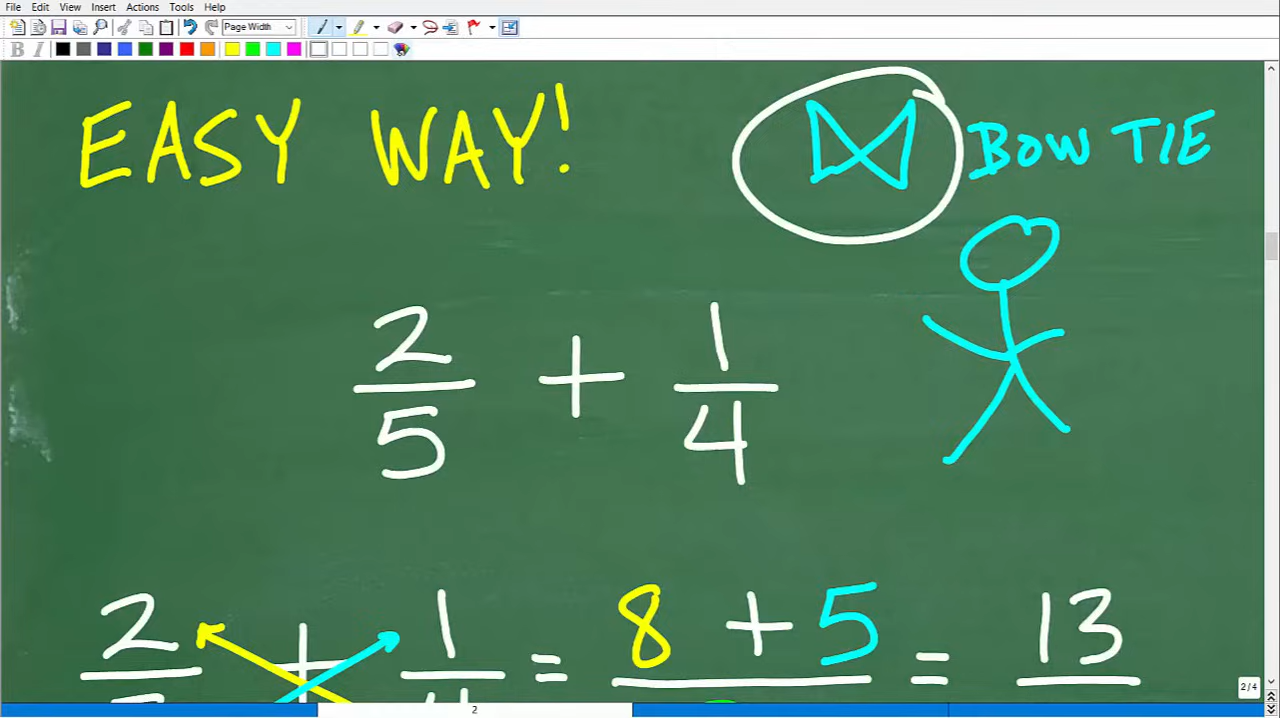 File Edit View Insert Actions Tools Help
Page Width
B I
EASY WAY!
BOW TIE
2/5 + 1/4
2 + 1 = 8 + 5 = 13
2/4
2